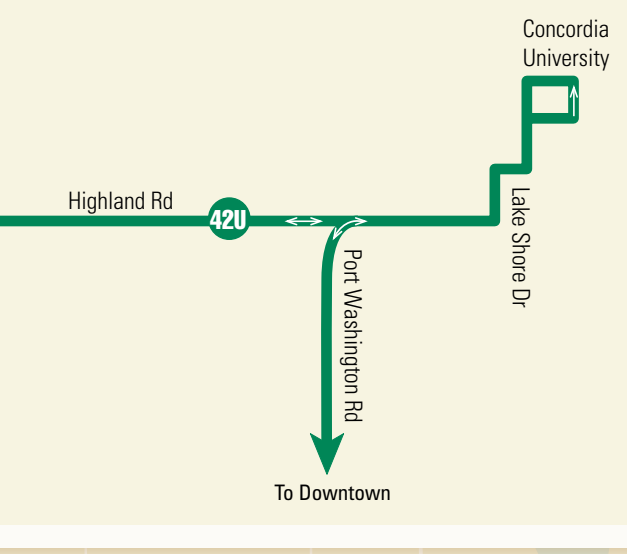 Concordia
University
Highland Rd
42U
Lake Shore Dr
Port Washington Rd
To Downtown